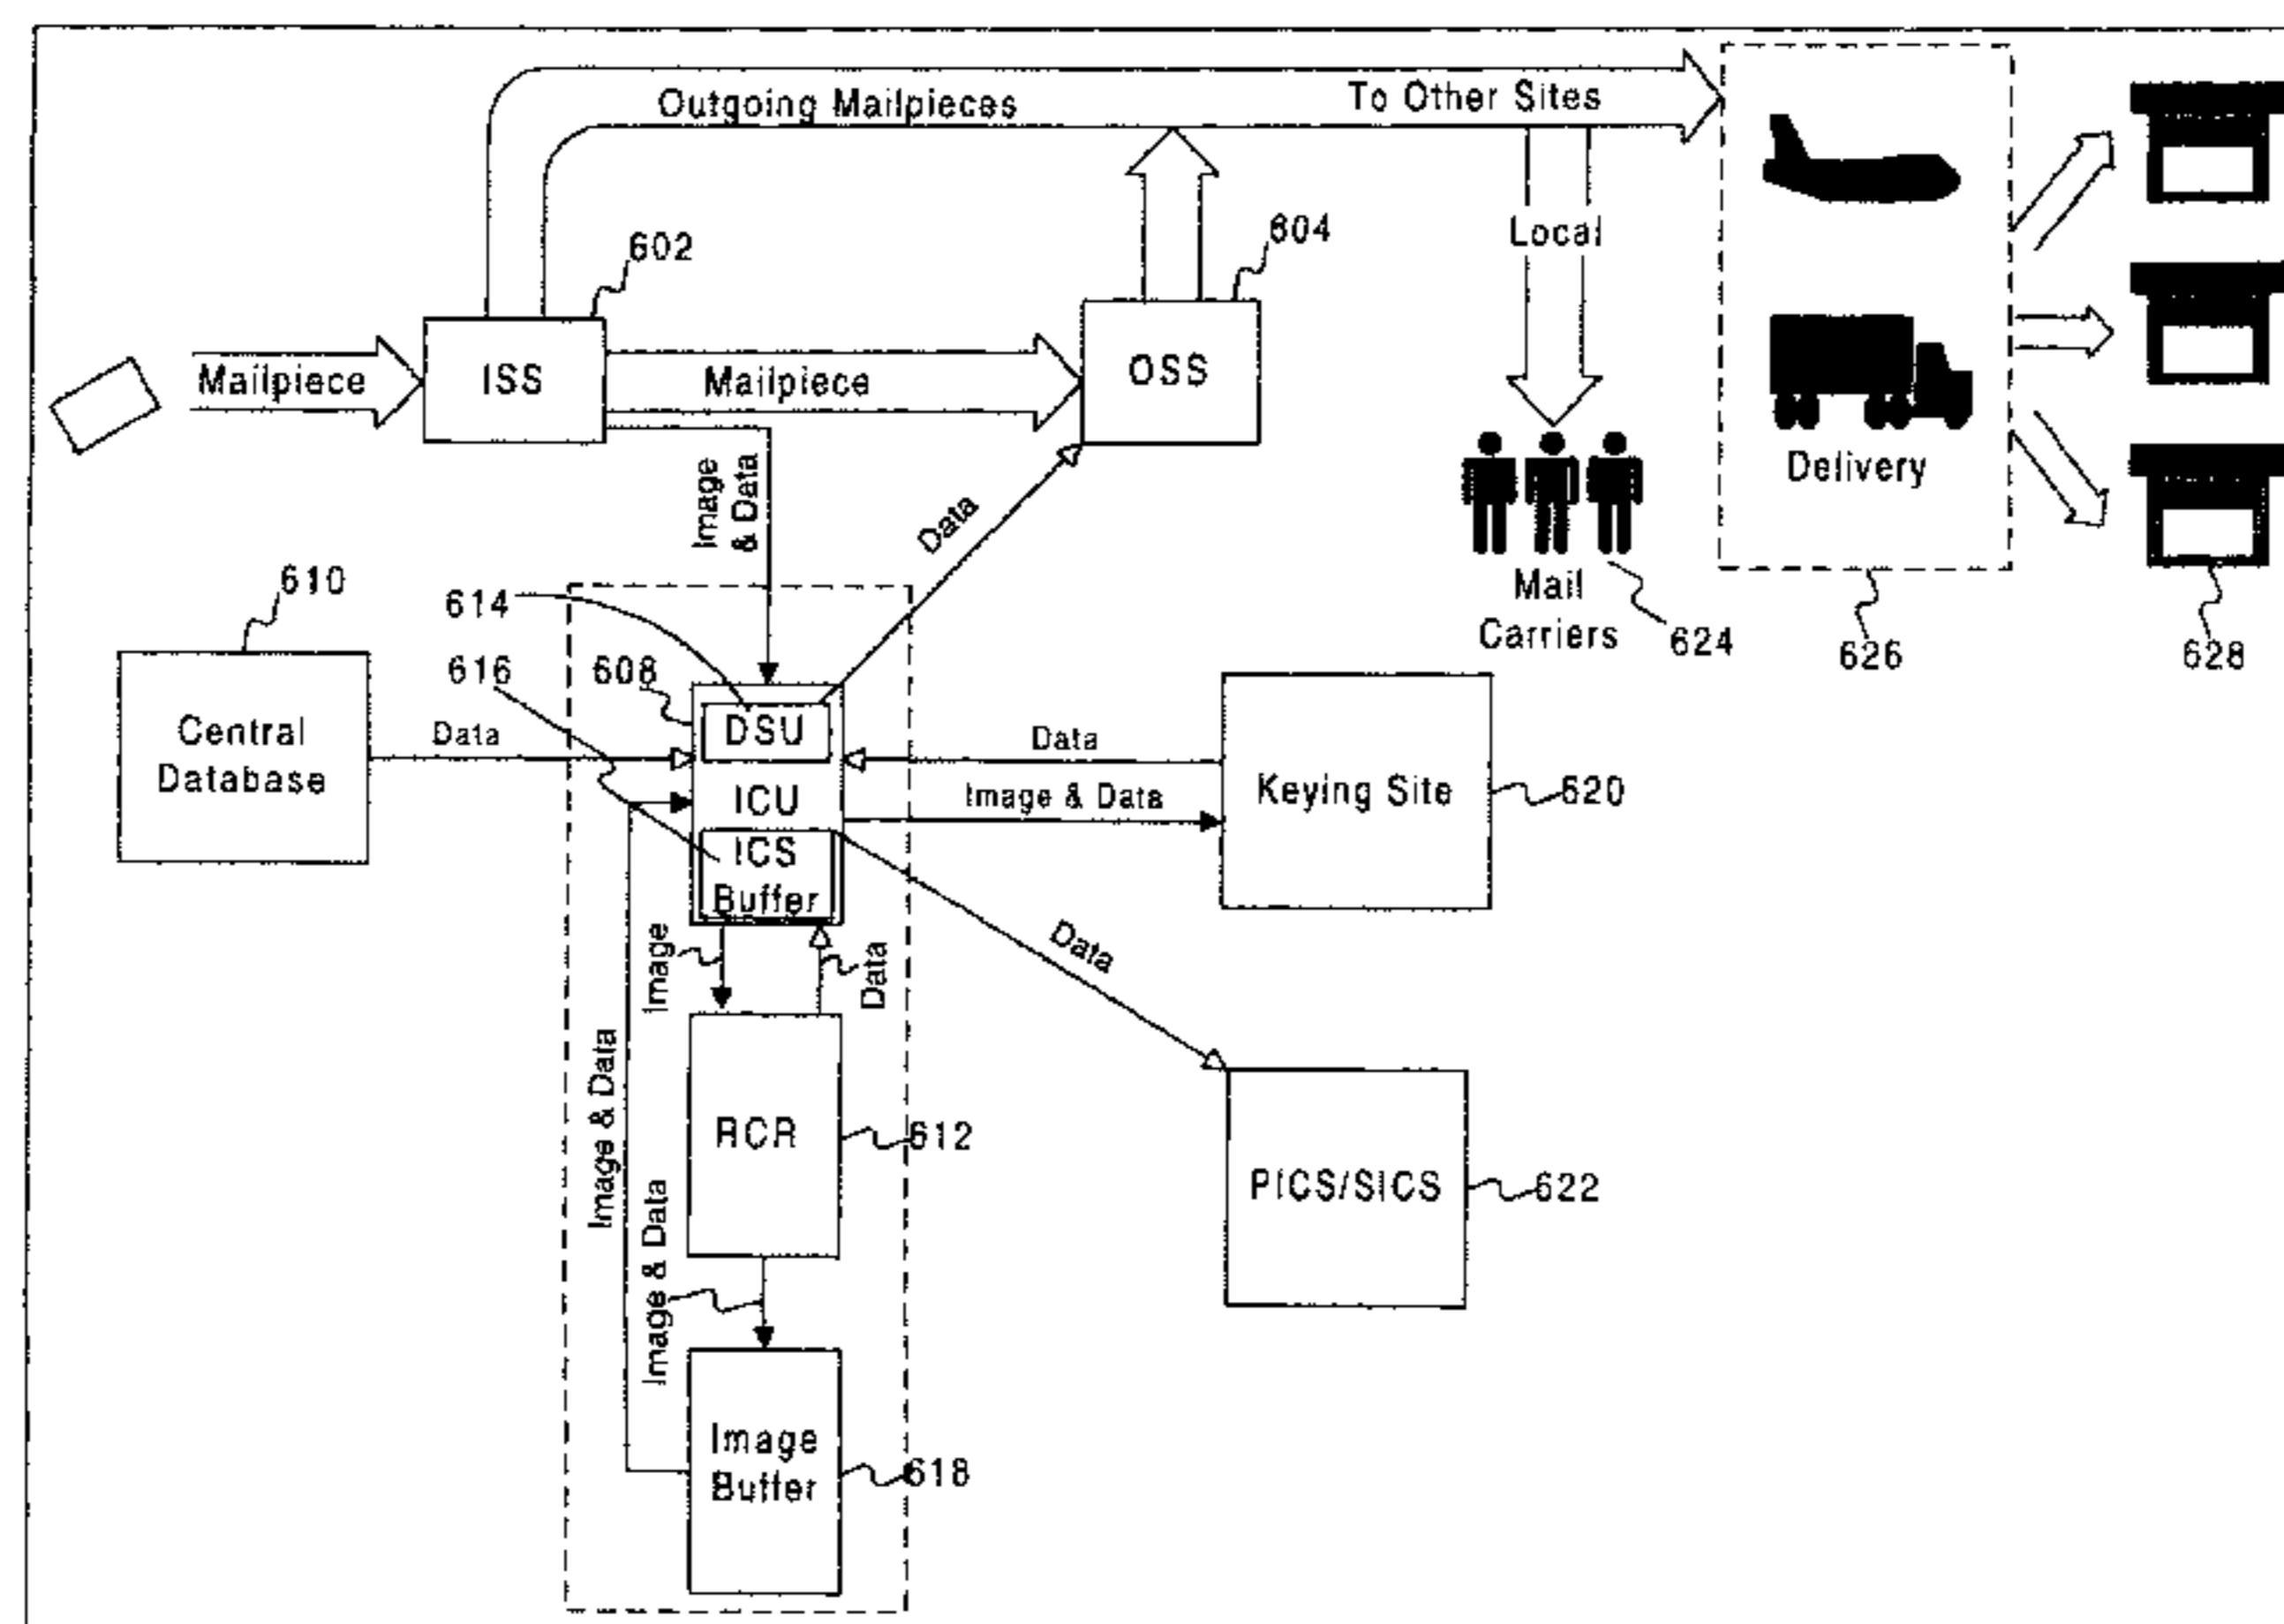 Outgoing Mailpieces
To Other Sites
Local
602
604
Mailpiece
ISS
Mailpiece
OSS
Delivery
Image
& Data
Data
Mail
Carriers
624
626
628
610
614
616
608
Central
Database
Data
DSU
ICU
ICS
Buffer
Data
Image & Data
Keying Site
620
Image
Data
Data
RCR
612
Image & Data
Image & Data
PICS/SICS
622
Image
Buffer
618